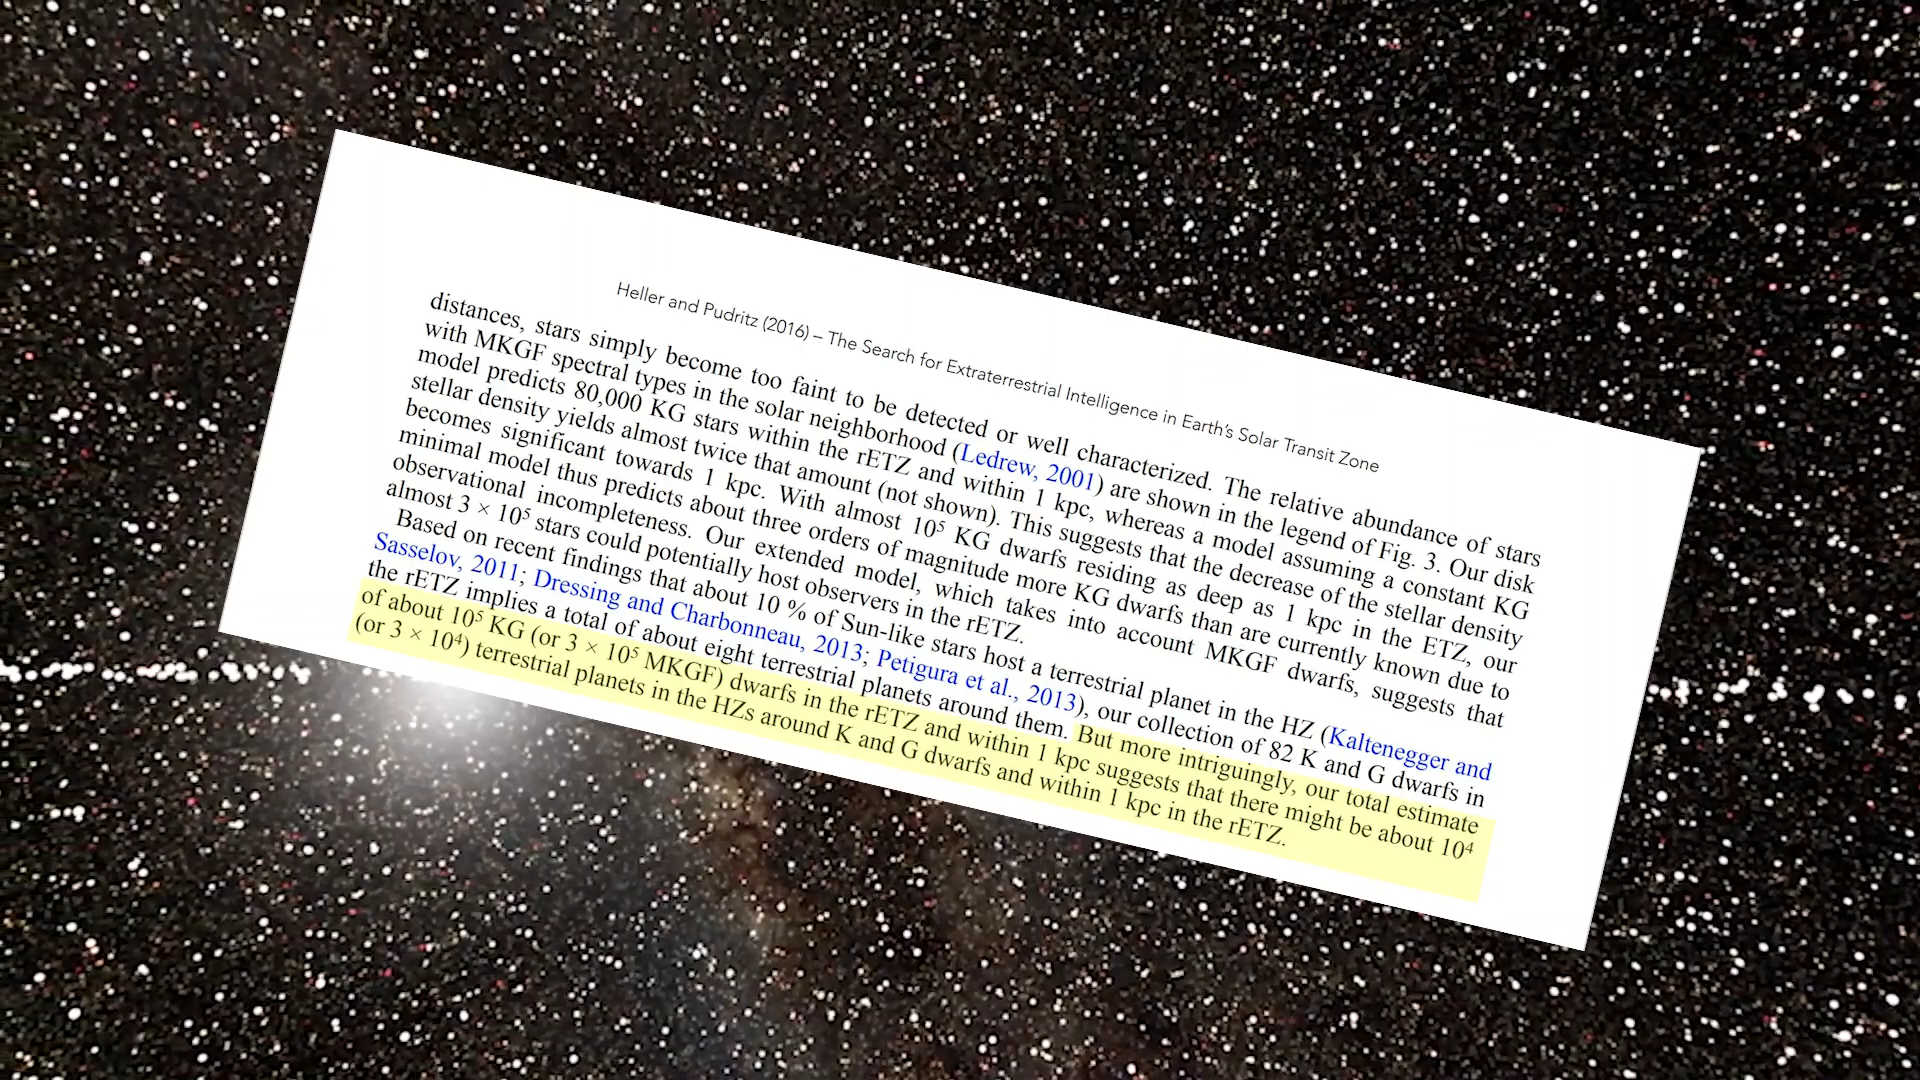 Heller and Pudritz (2016) – The Search for Extraterrestrial Intelligence in Earth's Solar Transit Zone
distances, stars simply become too faint to be detected or well characterized. The relative abundance of stars
with MKGF spectral types in the solar neighborhood (Ledrew, 2001) are shown in the legend of Fig. 3. Our disk
model predicts 80,000 KG stars within the rETZ and within 1 kpc, whereas a model assuming a constant KG
stellar density yields almost twice that amount (not shown). This suggests that the decrease of the stellar density
becomes significant towards 1 kpc. With almost 10⁵ KG dwarfs residing as deep as 1 kpc in the ETZ, our
minimal model thus predicts about three orders of magnitude more KG dwarfs than are currently known due to
observational incompleteness. Our extended model, which takes into account MKGF dwarfs, suggests that
almost 3 × 10⁵ stars could potentially host observers in the rETZ.
Based on recent findings that about 10 % of Sun-like stars host a terrestrial planet in the HZ (Kaltenegger and
Sasselov, 2011; Dressing and Charbonneau, 2013; Petigura et al., 2013), our collection of 82 K and G dwarfs in
the rETZ implies a total of about eight terrestrial planets around them. But more intriguingly, our total estimate
of about 10⁵ KG (or 3 × 10⁵ MKGF) dwarfs in the rETZ and within 1 kpc suggests that there might be about 10⁴
(or 3 × 10⁴) terrestrial planets in the HZs around K and G dwarfs and within 1 kpc in the rETZ.